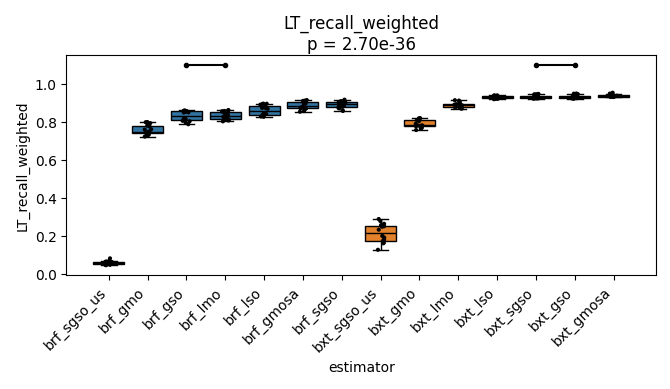 LT_recall_weighted
p = 2.70e-36
LT_recall_weighted
1.0
0.8
0.6
0.4
0.2
0.0
brf_sgso_us
brf_gmo
brf_gso
brf_lmo
brf_lso
brf_gmosa
brf_sgso
bxt_sgso_us
bxt_gmo
bxt_lmo
bxt_lso
bxt_sgso
bxt_gso
bxt_gmosa
estimator